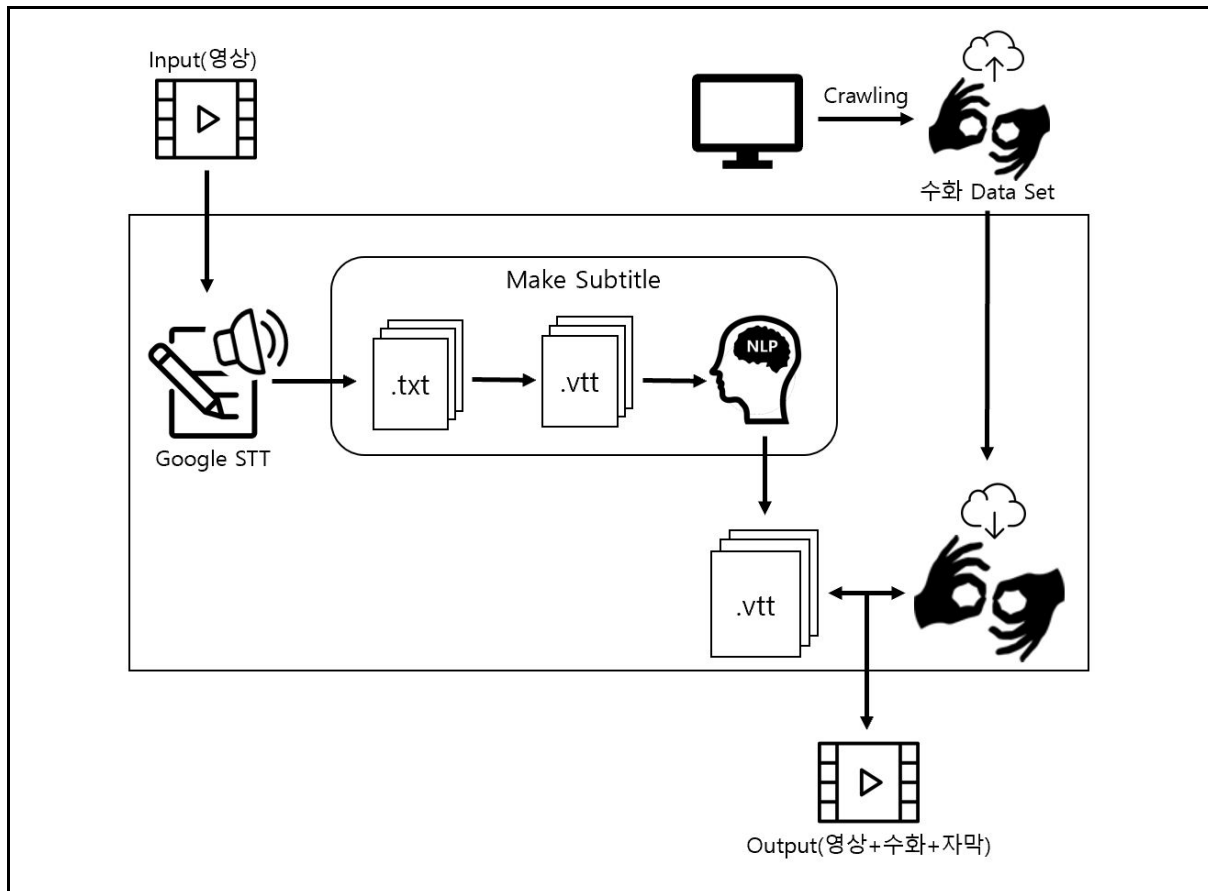 Input(영상)
Crawling
수화 Data Set
Make Subtitle
NLP
.txt
.vtt
Google STT
.vtt
Output(영상+수화+자막)